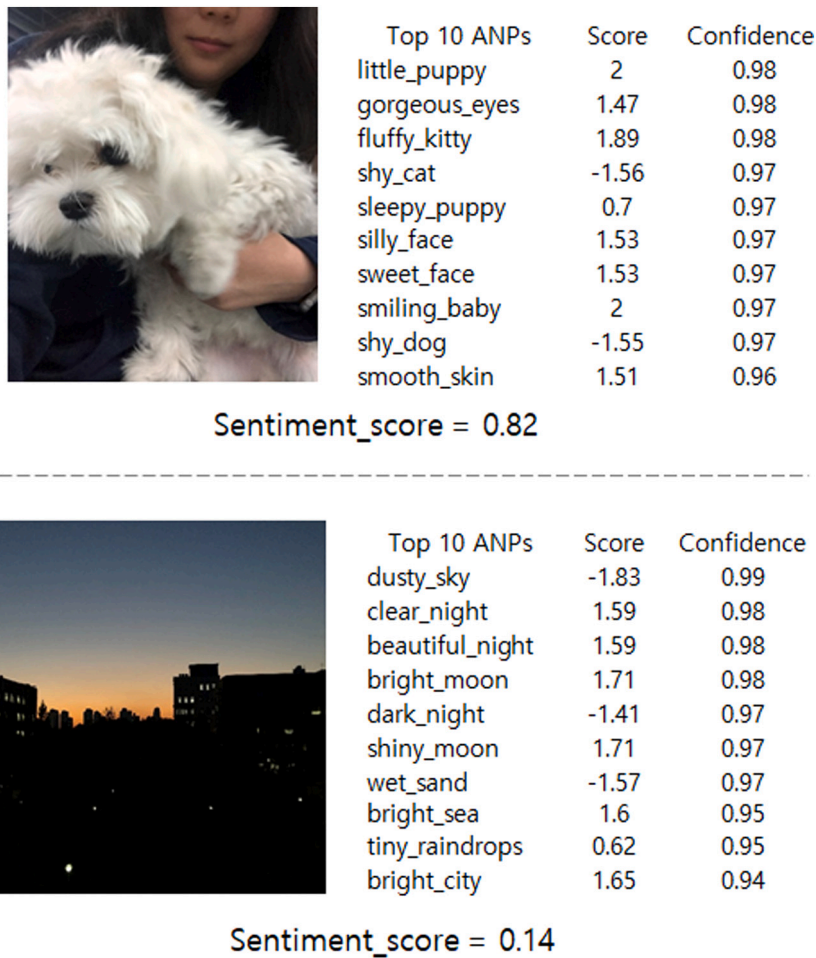 Top 10 ANPs Score Confidence
little_puppy 2 0.98
gorgeous_eyes 1.47 0.98
fluffy_kitty 1.89 0.98
shy_cat -1.56 0.97
sleepy_puppy 0.7 0.97
silly_face 1.53 0.97
sweet_face 1.53 0.97
smiling_baby 2 0.97
shy_dog -1.55 0.97
smooth_skin 1.51 0.96
Sentiment_score = 0.82
Top 10 ANPs Score Confidence
dusty_sky -1.83 0.99
clear_night 1.59 0.98
beautiful_night 1.59 0.98
bright_moon 1.71 0.98
dark_night -1.41 0.97
shiny_moon 1.71 0.97
wet_sand -1.57 0.97
bright_sea 1.6 0.95
tiny_raindrops 0.62 0.95
bright_city 1.65 0.94
Sentiment_score = 0.14